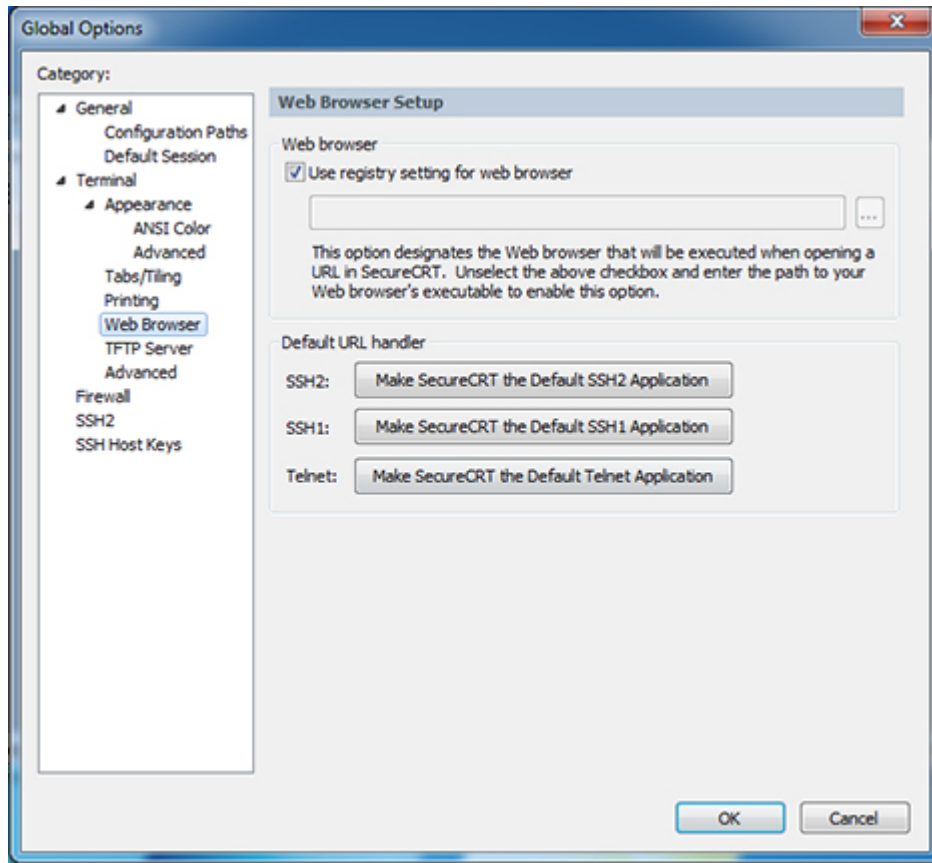 Global Options
Category:
General
Configuration Paths
Default Session
Terminal
Appearance
ANSI Color
Advanced
Tabs/Tiling
Printing
Web Browser
TFTP Server
Advanced
Firewall
SSH2
SSH Host Keys
Web Browser Setup
Web browser
Use registry setting for web browser
...
This option designates the Web browser that will be executed when opening a
URL in SecureCRT. Unselect the above checkbox and enter the path to your
Web browser's executable to enable this option.
Default URL handler
SSH2: Make SecureCRT the Default SSH2 Application
SSH1: Make SecureCRT the Default SSH1 Application
Telnet: Make SecureCRT the Default Telnet Application
OK Cancel